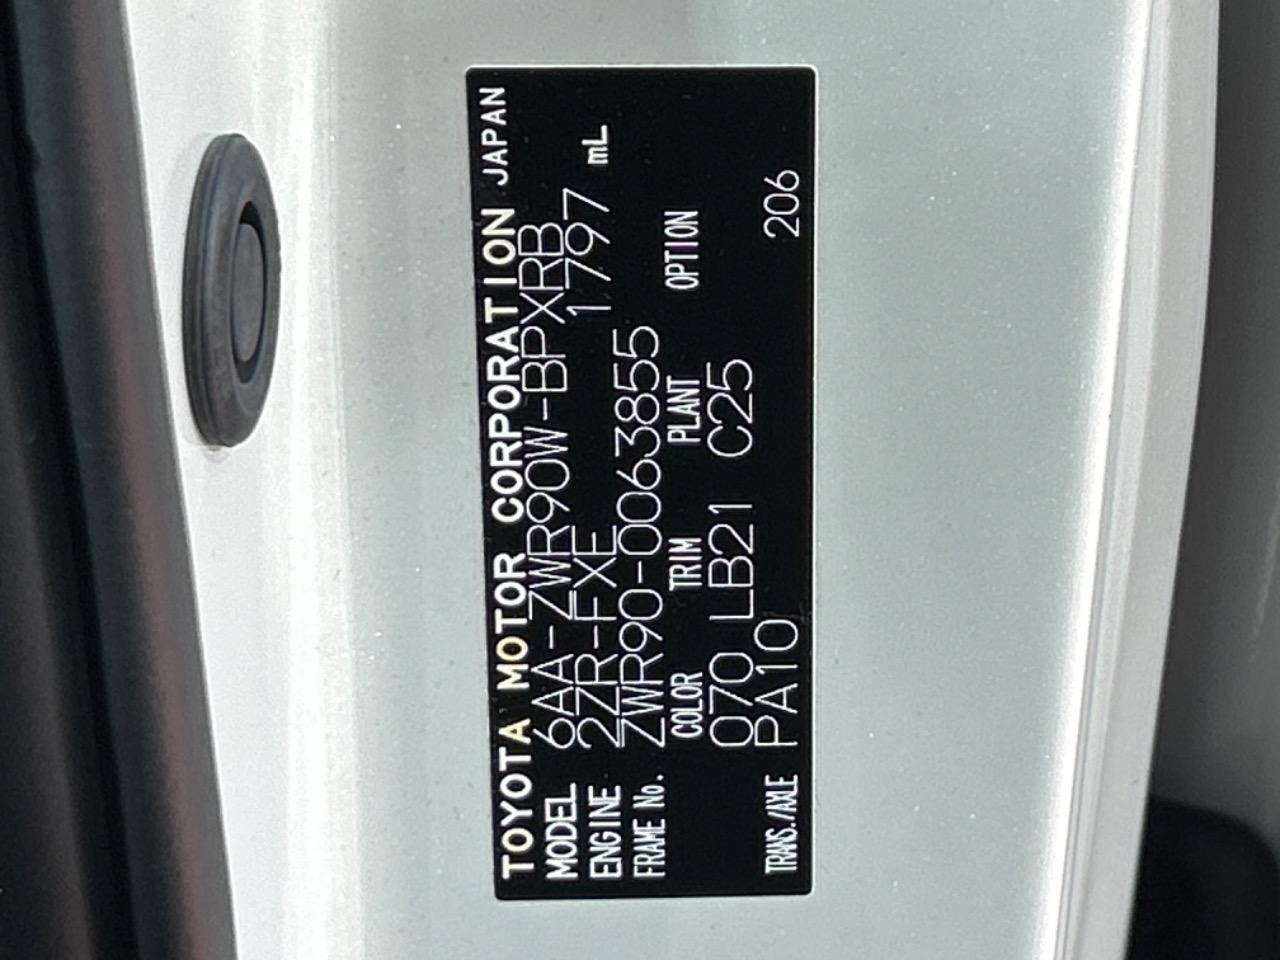 TOYOTA MOTOR CORPORATION JAPAN
MODEL 6AA-ZWR90W-BPXRB
ENGINE 2ZR-FXE 1797 mL
FRAME No. ZWR90-0063855
COLOR TRIM PLANT OPTION
070 LB21 C25
TRANS./AXLE PA10 206